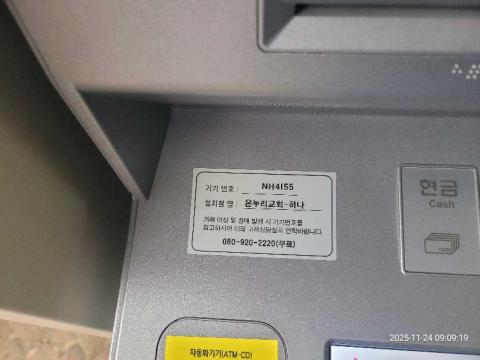 기기 번호 : NH4155
설치점 명 : 온누리교회-하나
거래 이상 및 장애 발생 시 기기번호를
참고하시어 아래 고객상담실로 연락바랍니다.
080-920-2220(무료)
현금
Cash
자동화기기(ATM·CD)
2025-11-24 09:09:19